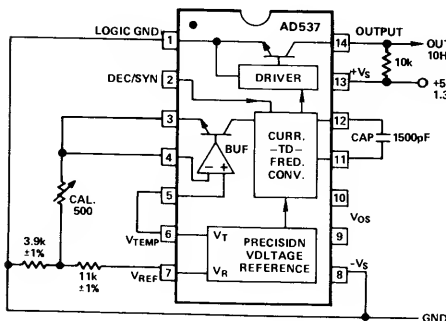 LOGIC GND
AD537
OUTPUT
1
14
OUT
10H
DEC/SYN
2
DRIVER
13
+VS
10k
+5
1.3
3
12
CURR.
-TO-
FREQ.
CONV.
CAP
1500pF
4
BUF
11
- +
CAL.
500
5
10
VOS
VTEMP
6
VT
PRECISION
VOLTAGE
REFERENCE
9
3.9k
±1%
11k
±1%
VREF
7
VR
8
-VS
GND